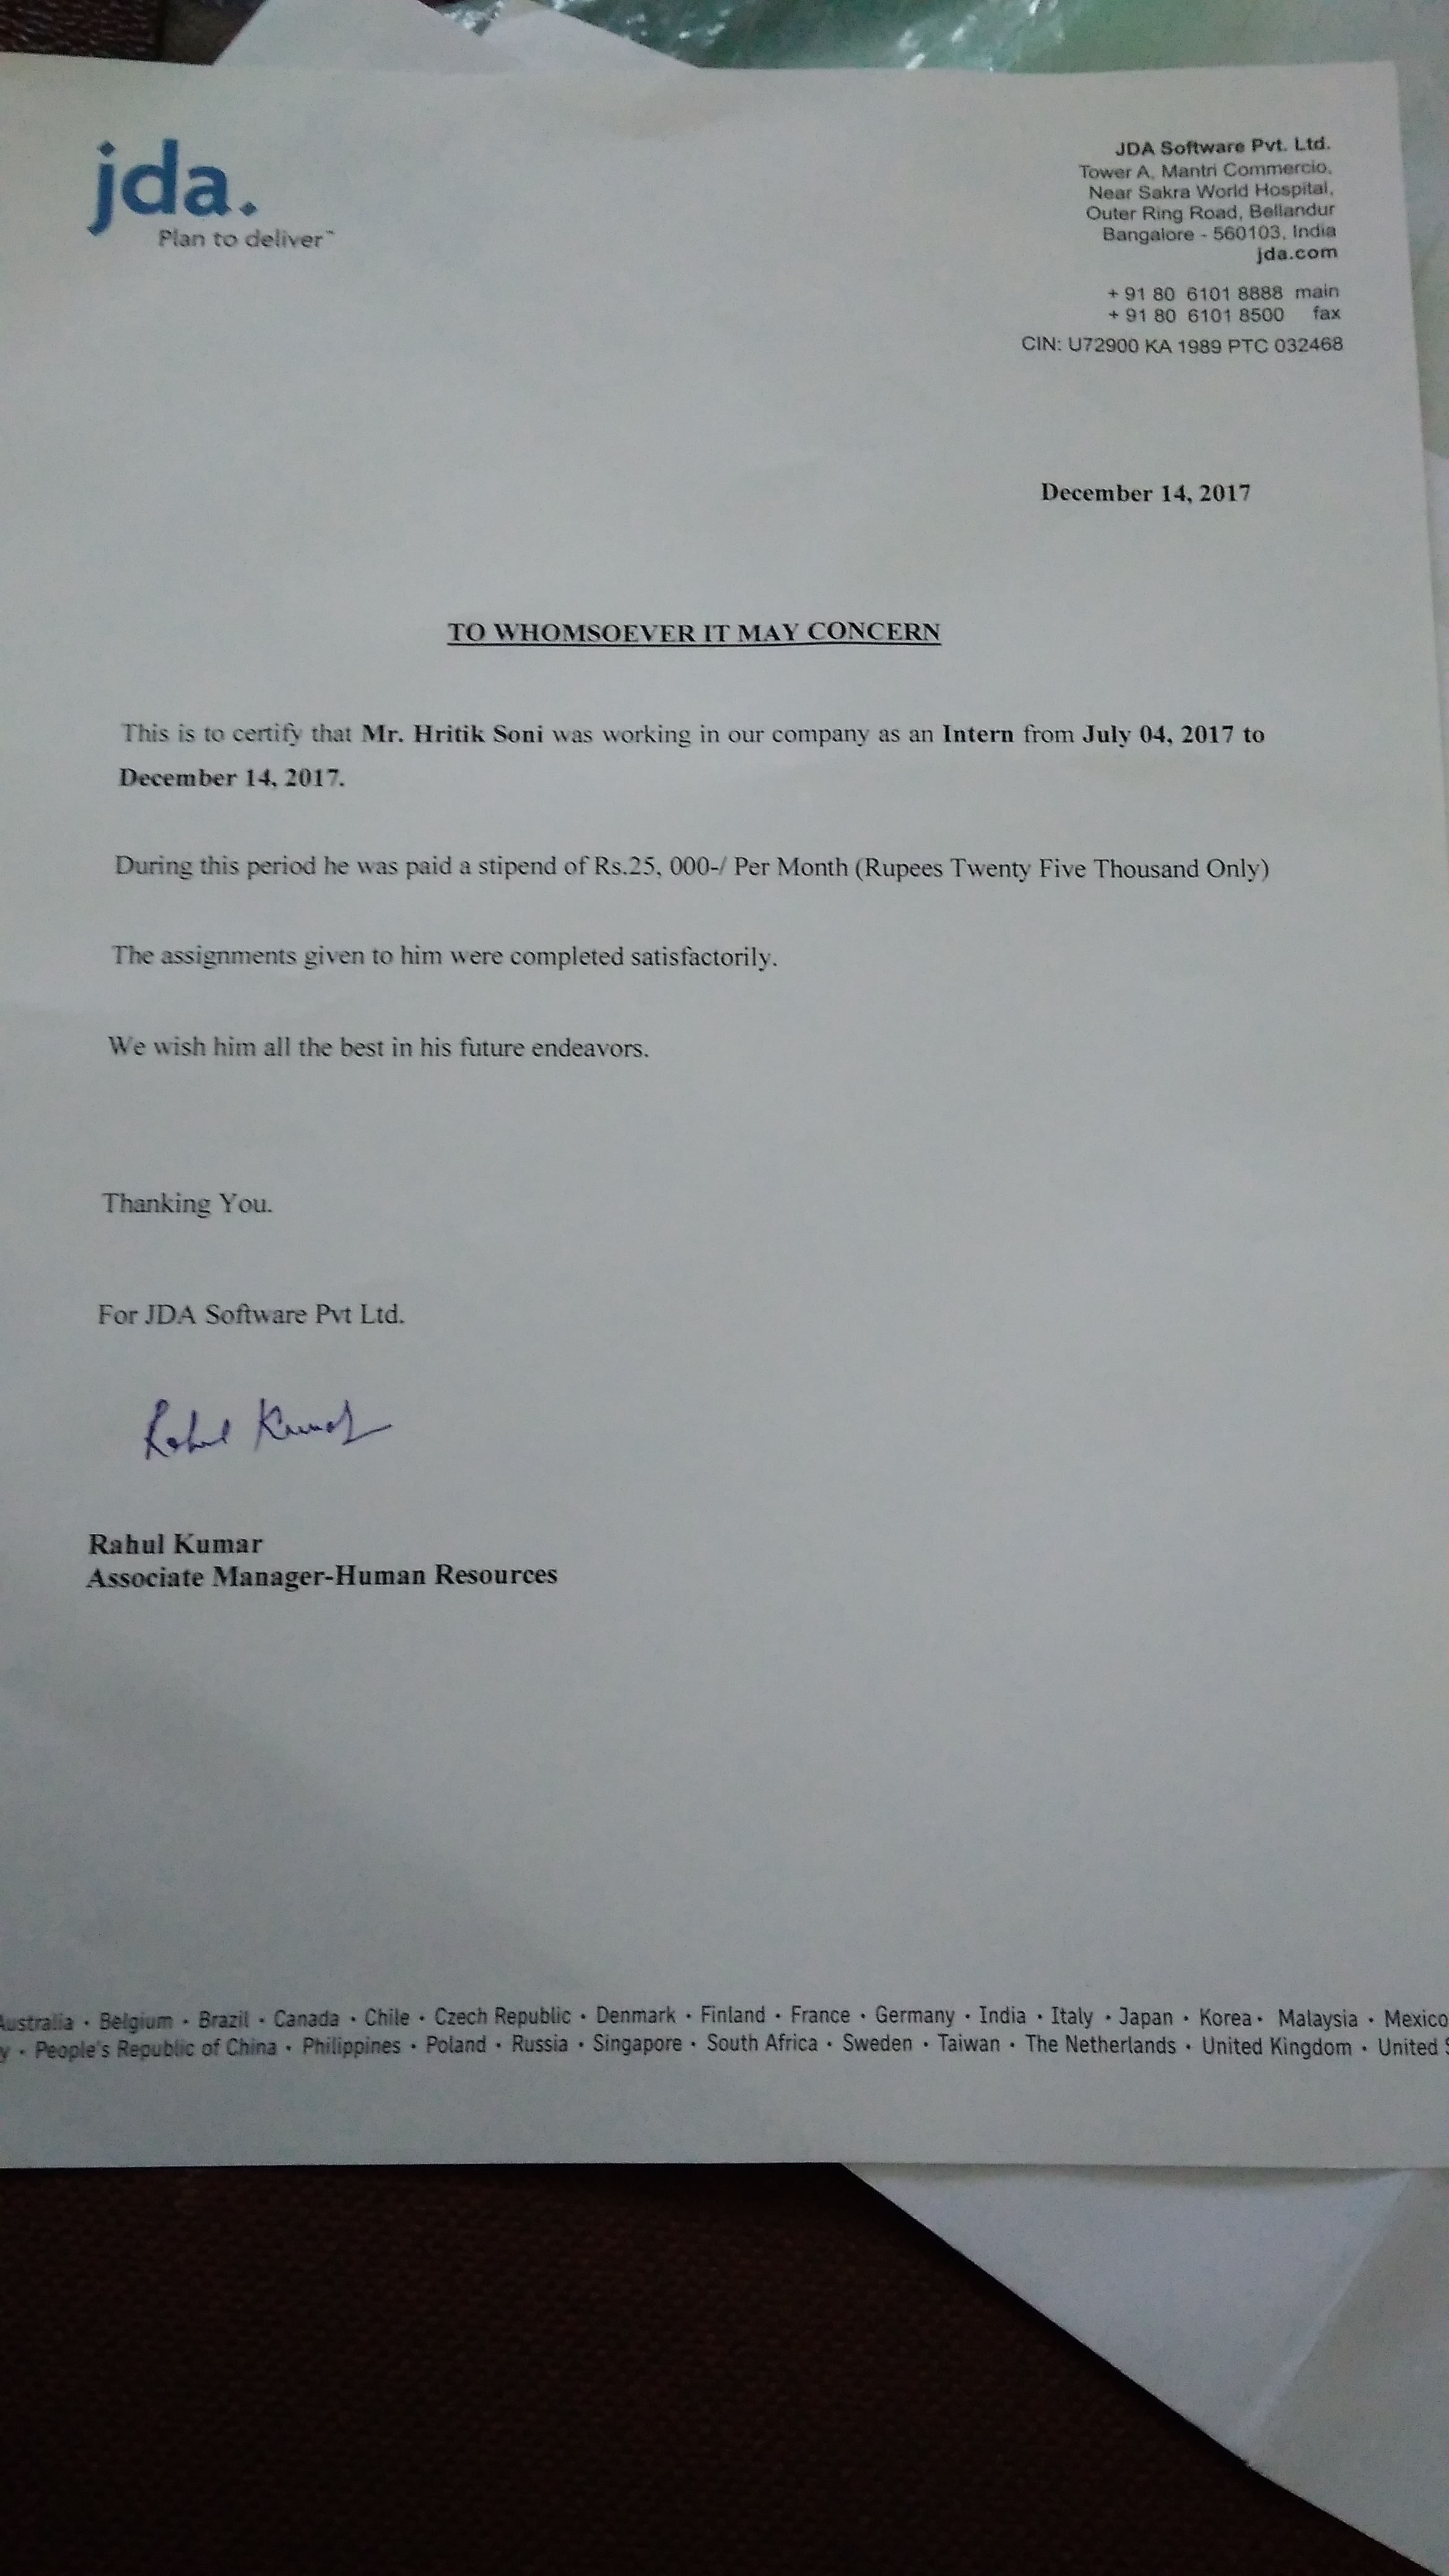 jda.
Plan to deliver™
JDA Software Pvt. Ltd.
Tower A, Mantri Commercio,
Near Sakra World Hospital,
Outer Ring Road, Bellandur
Bangalore - 560103, India
jda.com
+ 91 80 6101 8888 main
+ 91 80 6101 8500 fax
CIN: U72900 KA 1989 PTC 032468
December 14, 2017
TO WHOMSOEVER IT MAY CONCERN
This is to certify that Mr. Hritik Soni was working in our company as an Intern from July 04, 2017 to
December 14, 2017.
During this period he was paid a stipend of Rs.25, 000-/ Per Month (Rupees Twenty Five Thousand Only)
The assignments given to him were completed satisfactorily.
We wish him all the best in his future endeavors.
Thanking You.
For JDA Software Pvt Ltd.
Rahul Kumar
Rahul Kumar
Associate Manager-Human Resources
Australia • Belgium • Brazil • Canada • Chile • Czech Republic • Denmark • Finland • France • Germany • India • Italy • Japan • Korea • Malaysia • Mexico
y • People's Republic of China • Philippines • Poland • Russia • Singapore • South Africa • Sweden • Taiwan • The Netherlands • United Kingdom • United S